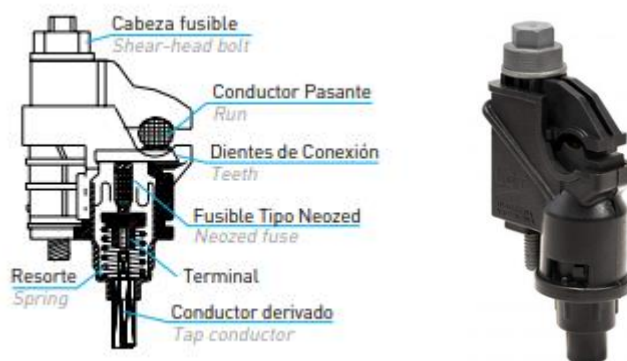 Cabeza fusible
Shear-head bolt
Conductor Pasante
Run
Dientes de Conexión
Teeth
Fusible Tipo Neozed
Neozed fuse
Resorte
Spring
Terminal
Conductor derivado
Tap conductor